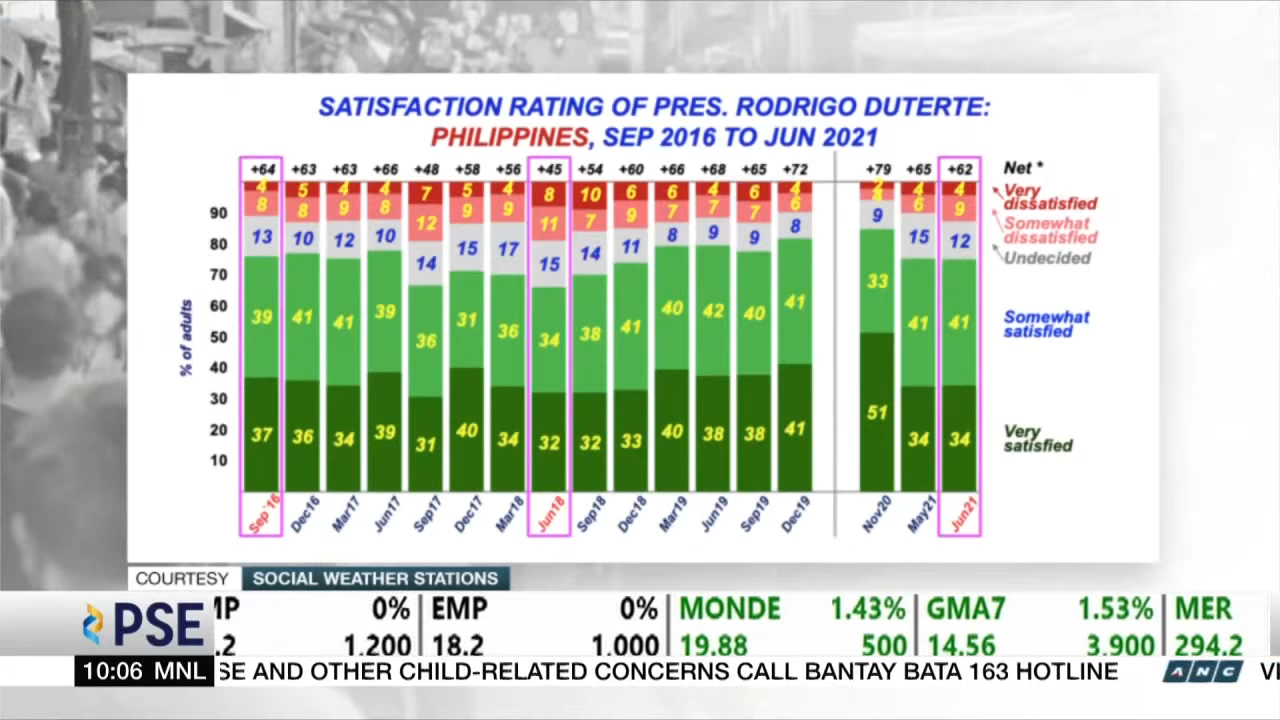 SATISFACTION RATING OF PRES. RODRIGO DUTERTE:
PHILIPPINES, SEP 2016 TO JUN 2021
+64 +63 +63 +66 +48 +58 +56 +45 +54 +60 +66 +68 +65 +72 +79 +65 +62 Net *
4 5 4 4 7 5 4 8 10 6 6 4 6 4 2 4 4 Very dissatisfied
8 8 9 8 12 9 9 11 7 9 7 7 7 6 4 6 9 Somewhat dissatisfied
13 10 12 10 14 15 17 15 14 11 8 9 9 8 9 15 12 Undecided
39 41 41 39 36 31 36 34 38 41 40 42 40 41 33 41 41 Somewhat satisfied
37 36 34 39 31 40 34 32 32 33 40 38 38 41 51 34 34 Very satisfied
% of adults
90
80
70
60
50
40
30
20
10
Sep`16 Dec16 Mar17 Jun17 Sep17 Dec17 Mar18 Jun18 Sep18 Dec18 Mar19 Jun19 Sep19 Dec19 Nov20 May21 Jun21
COURTESY SOCIAL WEATHER STATIONS
PSE
MP 0% EMP 0% MONDE 1.43% GMA7 1.53% MER
.2 1,200 18.2 1,000 19.88 500 14.56 3,900 294.2
10:06 MNL SE AND OTHER CHILD-RELATED CONCERNS CALL BANTAY BATA 163 HOTLINE ANC VI